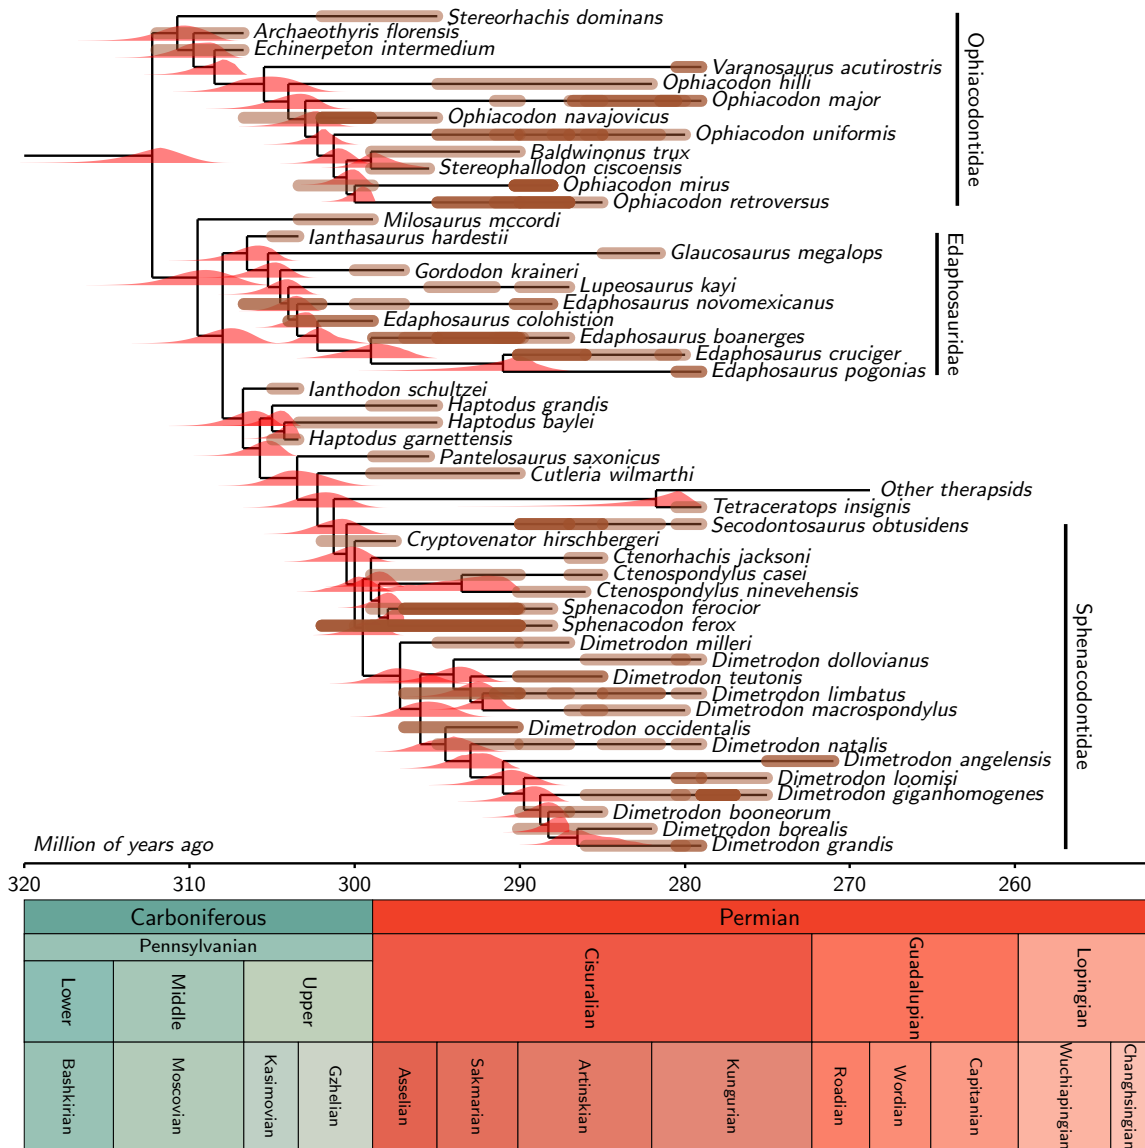 Stereorhachis dominans
Archaeothyris florensis
Echinerpeton intermedium
Varanosaurus acutirostris
Ophiacodon hilli
Ophiacodon major
Ophiacodon navajovicus
Ophiacodon uniformis
Baldwinonus trux
Stereophallodon ciscoensis
Ophiacodon mirus
Ophiacodon retroversus
Ophiacodontidae
Milosaurus mccordi
Ianthasaurus hardestii
Glaucosaurus megalops
Gordodon kraineri
Lupeosaurus kayi
Edaphosaurus novomexicanus
Edaphosaurus colohistion
Edaphosaurus boanerges
Edaphosaurus cruciger
Edaphosaurus pogonias
Edaphosauridae
Ianthodon schultzei
Haptodus grandis
Haptodus baylei
Haptodus garnettensis
Pantelosaurus saxonicus
Cutleria wilmarthi
Other therapsids
Tetraceratops insignis
Secodontosaurus obtusidens
Cryptovenator hirschbergeri
Ctenorhachis jacksoni
Ctenospondylus casei
Ctenospondylus ninevehensis
Sphenacodon ferocior
Sphenacodon ferox
Dimetrodon milleri
Dimetrodon dollovianus
Dimetrodon teutonis
Dimetrodon limbatus
Dimetrodon macrospondylus
Dimetrodon occidentalis
Dimetrodon natalis
Dimetrodon angelensis
Dimetrodon loomisi
Dimetrodon giganhomogenes
Dimetrodon booneorum
Dimetrodon borealis
Dimetrodon grandis
Sphenacodontidae
Million of years ago
320 310 300 290 280 270 260
Carboniferous Permian
Pennsylvanian
Lower Middle Upper Cisuralian Guadalupian Lopingian
Bashkirian Moscovian Kasimovian Gzhelian Asselian Sakmarian Artinskian Kungurian Roadian Wordian Capitanian Wuchiapingian Changhsingian